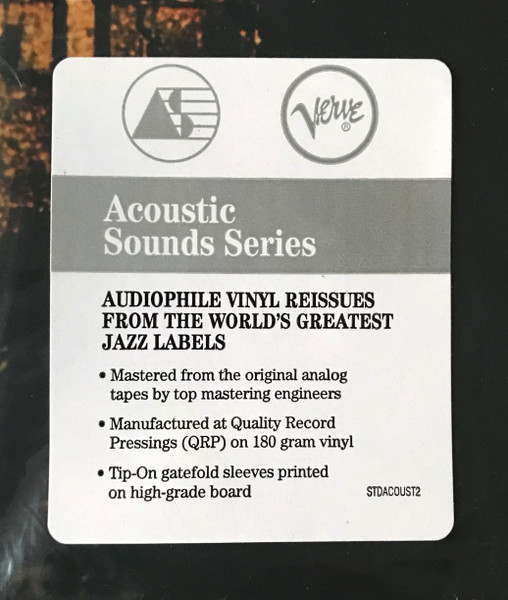 AS
Verve®
Acoustic
Sounds Series
AUDIOPHILE VINYL REISSUES
FROM THE WORLD'S GREATEST
JAZZ LABELS
• Mastered from the original analog
tapes by top mastering engineers
• Manufactured at Quality Record
Pressings (QRP) on 180 gram vinyl
• Tip-On gatefold sleeves printed
on high-grade board
STDACOUST2